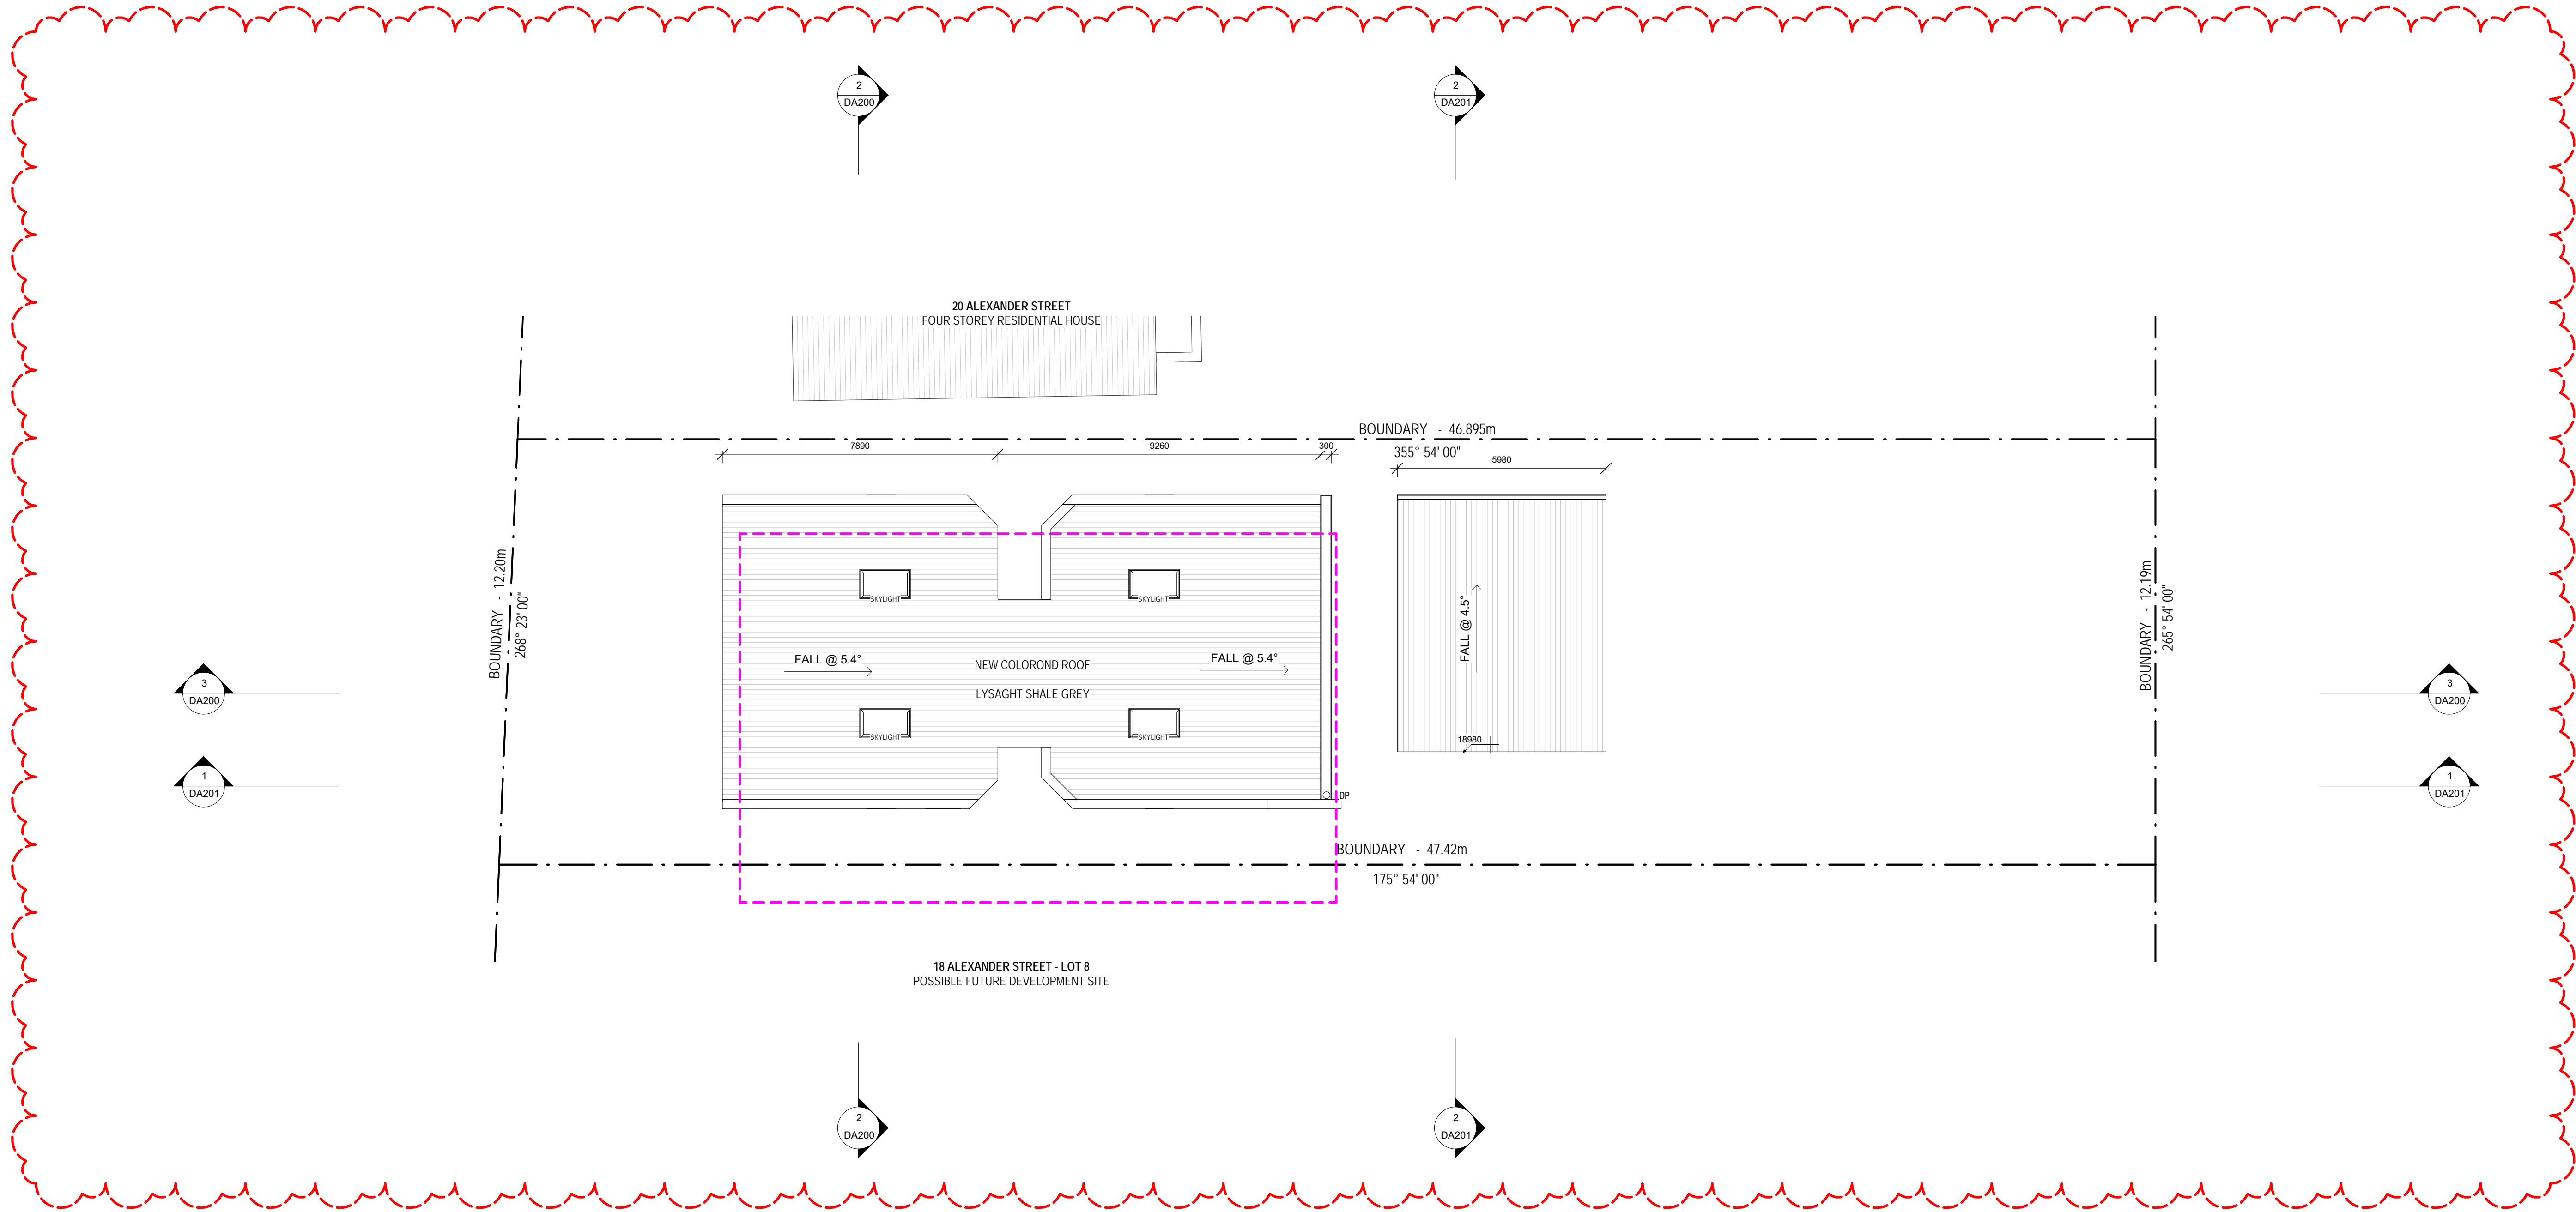 2
DA200
2
DA201
20 ALEXANDER STREET
FOUR STOREY RESIDENTIAL HOUSE
BOUNDARY - 46.895m
355° 54' 00"
7890
9260
300
5980
BOUNDARY - 12.20m
268° 23' 00"
BOUNDARY - 12.19m
265° 54' 00"
SKYLIGHT
SKYLIGHT
FALL @ 5.4°
NEW COLOROND ROOF
LYSAGHT SHALE GREY
FALL @ 5.4°
FALL @ 4.5°
SKYLIGHT
SKYLIGHT
18980
DP
3
DA200
3
DA200
1
DA201
1
DA201
BOUNDARY - 47.42m
175° 54' 00"
18 ALEXANDER STREET - LOT 8
POSSIBLE FUTURE DEVELOPMENT SITE
2
DA200
2
DA201